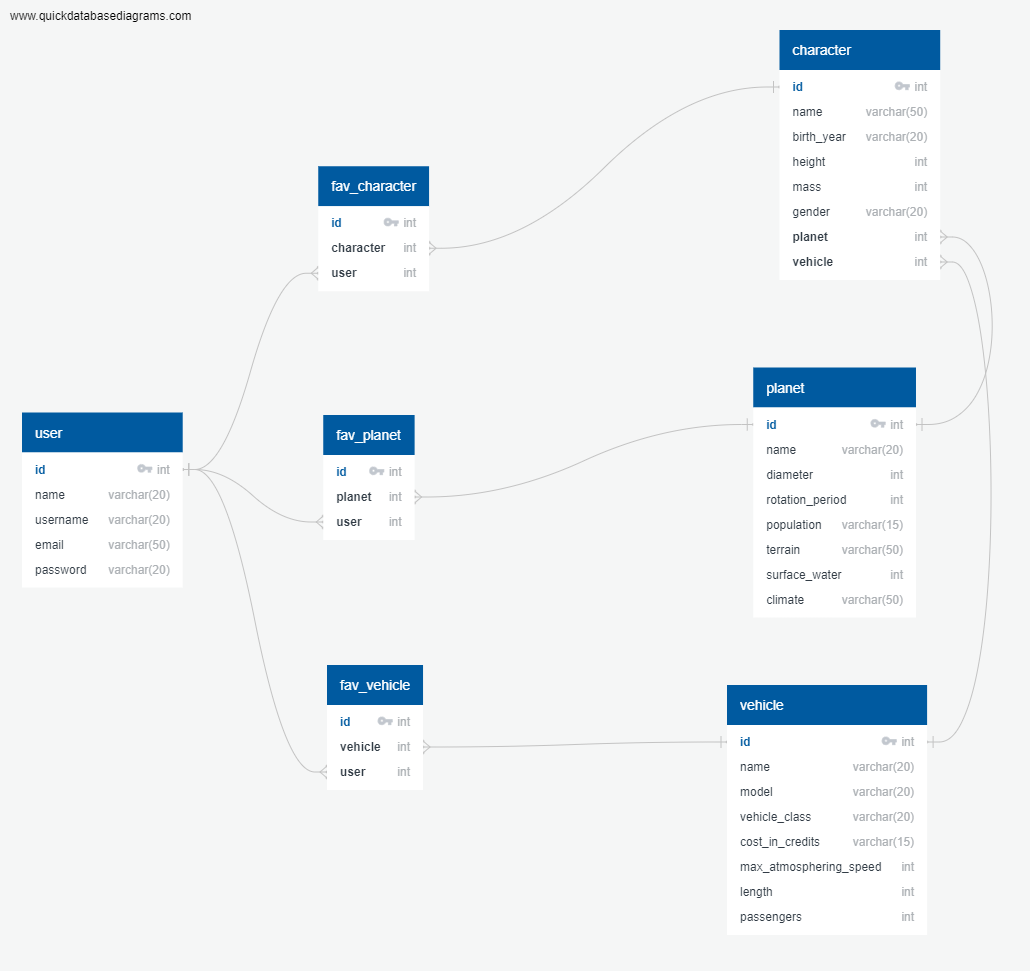 www.quickdatabasediagrams.com
character
id int
name varchar(50)
birth_year varchar(20)
height int
mass int
gender varchar(20)
planet int
vehicle int
fav_character
id int
character int
user int
user
id int
name varchar(20)
username varchar(20)
email varchar(50)
password varchar(20)
fav_planet
id int
planet int
user int
planet
id int
name varchar(20)
diameter int
rotation_period int
population varchar(15)
terrain varchar(50)
surface_water int
climate varchar(50)
fav_vehicle
id int
vehicle int
user int
vehicle
id int
name varchar(20)
model varchar(20)
vehicle_class varchar(20)
cost_in_credits varchar(15)
max_atmosphering_speed int
length int
passengers int